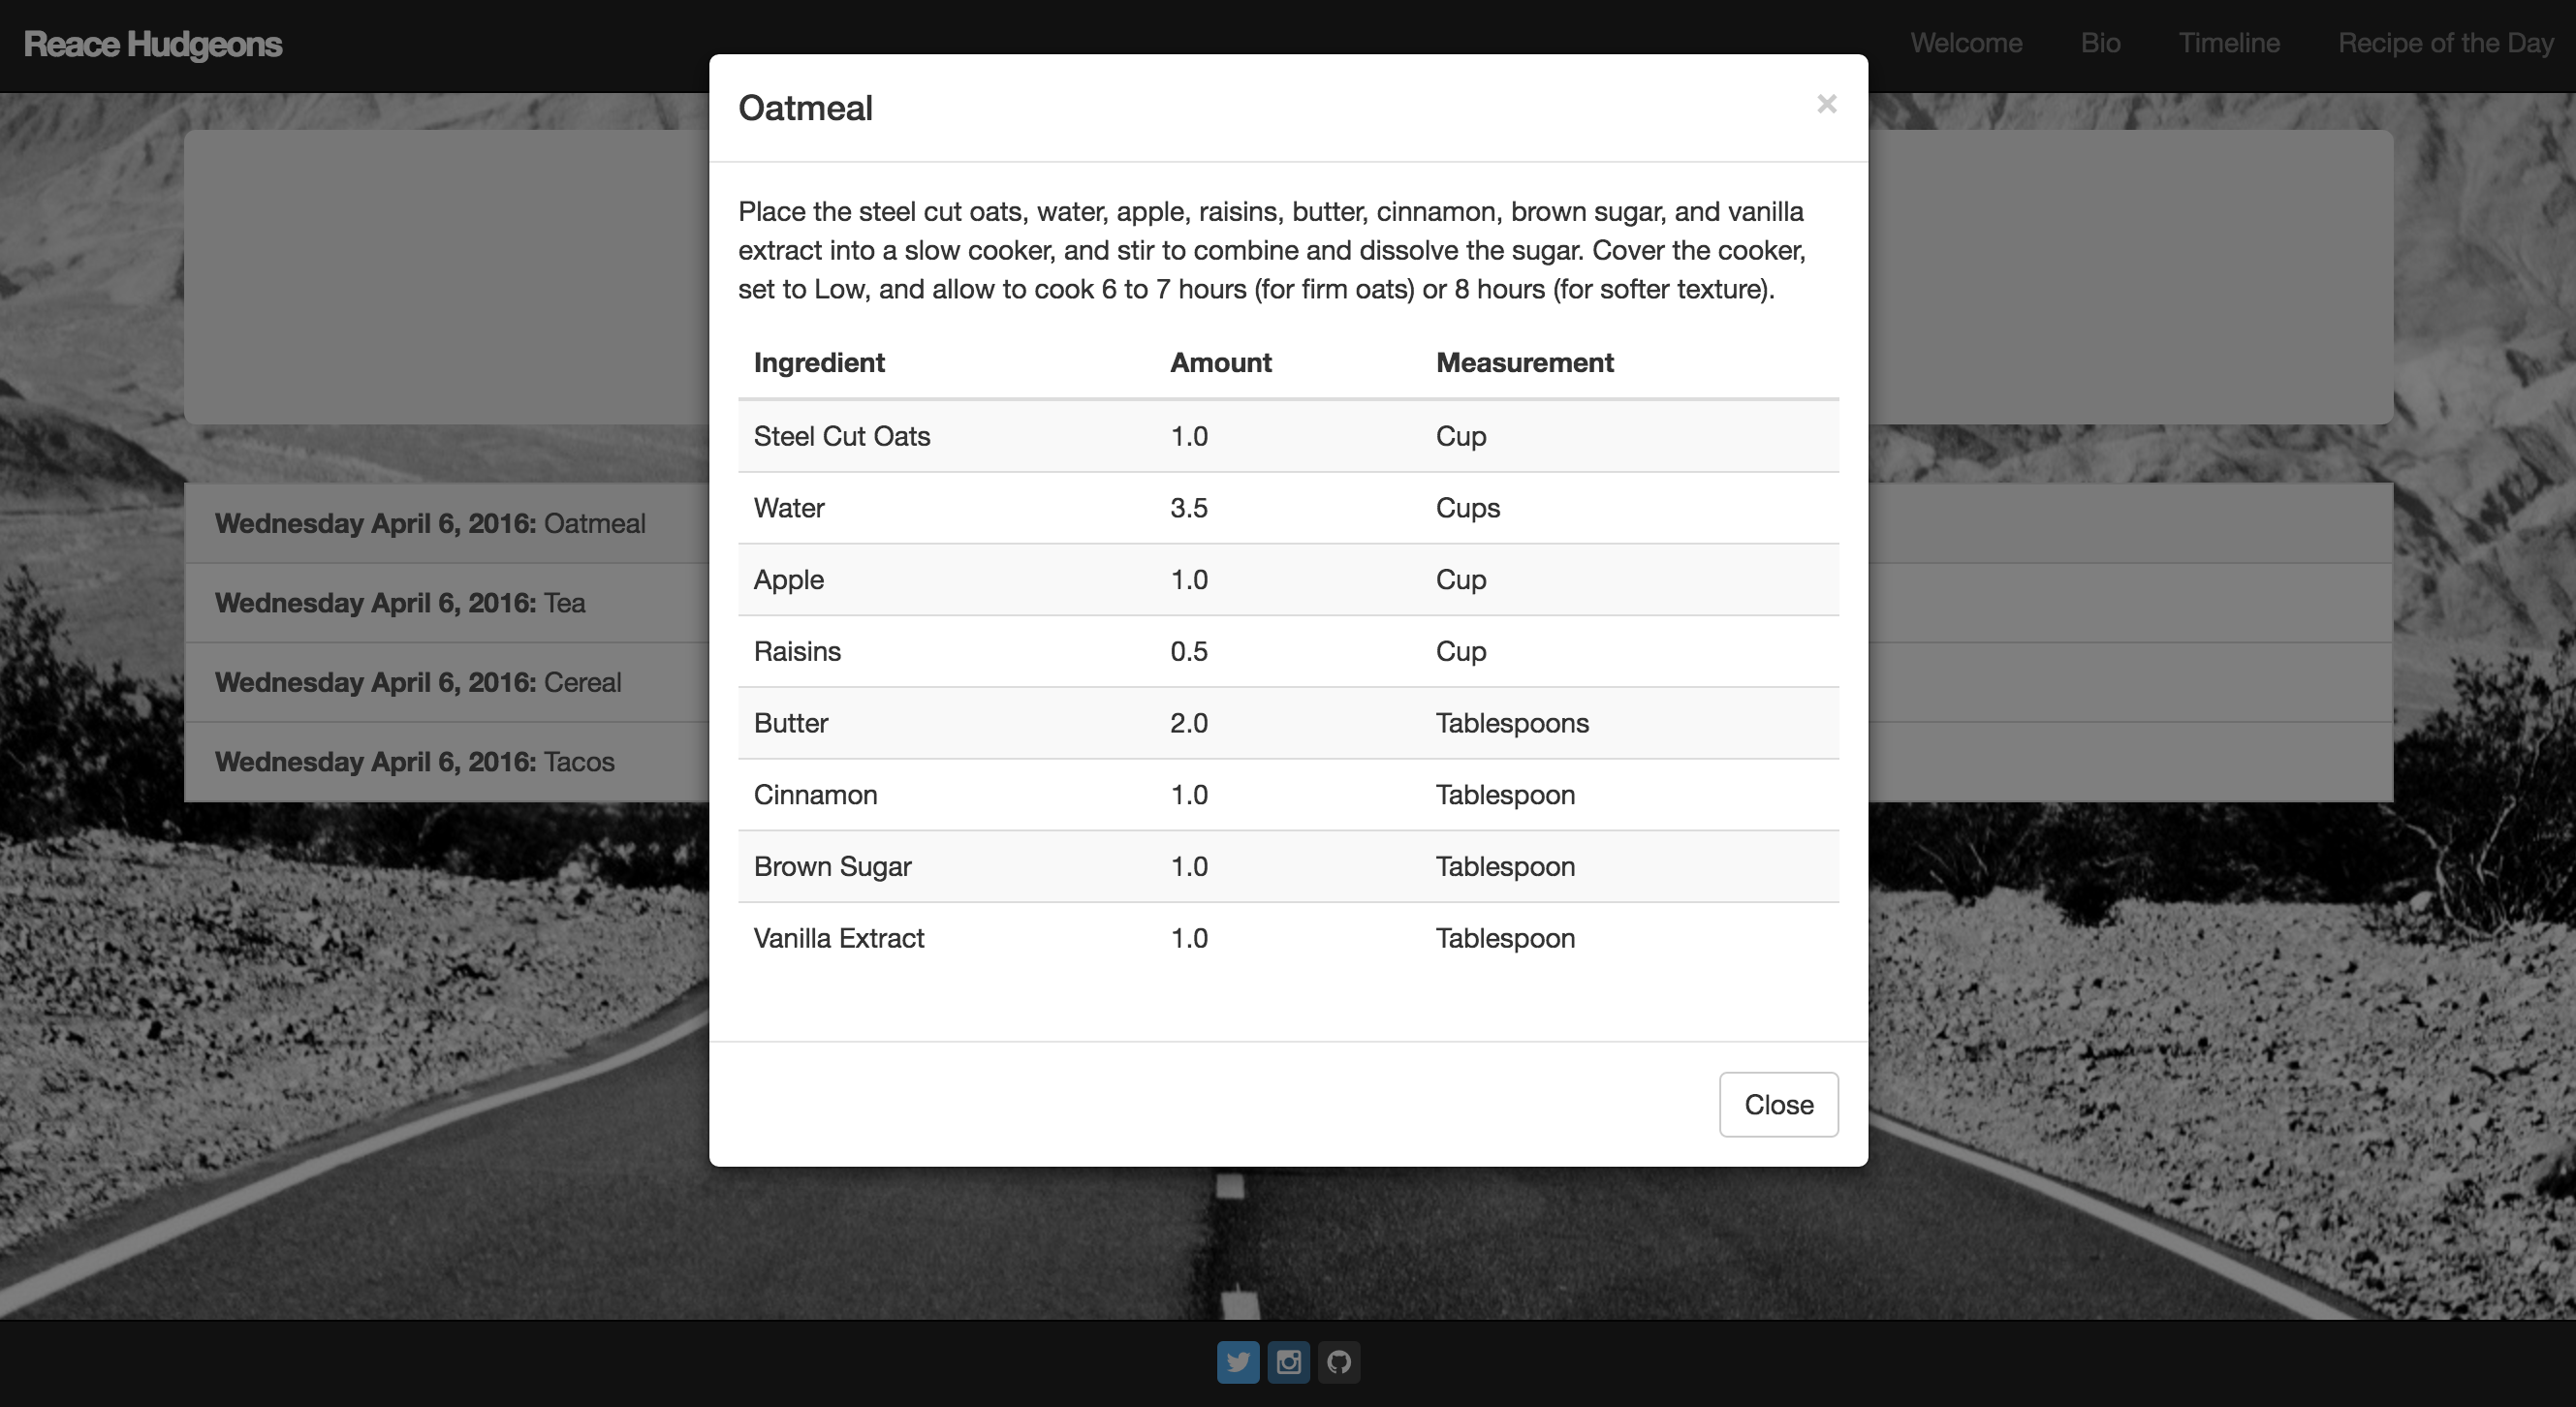 Reace Hudgeons
Welcome Bio Timeline Recipe of the Day
Oatmeal ×
Place the steel cut oats, water, apple, raisins, butter, cinnamon, brown sugar, and vanilla
extract into a slow cooker, and stir to combine and dissolve the sugar. Cover the cooker,
set to Low, and allow to cook 6 to 7 hours (for firm oats) or 8 hours (for softer texture).
Ingredient Amount Measurement
Steel Cut Oats 1.0 Cup
Water 3.5 Cups
Apple 1.0 Cup
Raisins 0.5 Cup
Butter 2.0 Tablespoons
Cinnamon 1.0 Tablespoon
Brown Sugar 1.0 Tablespoon
Vanilla Extract 1.0 Tablespoon
Close
Wednesday April 6, 2016: Oatmeal
Wednesday April 6, 2016: Tea
Wednesday April 6, 2016: Cereal
Wednesday April 6, 2016: Tacos